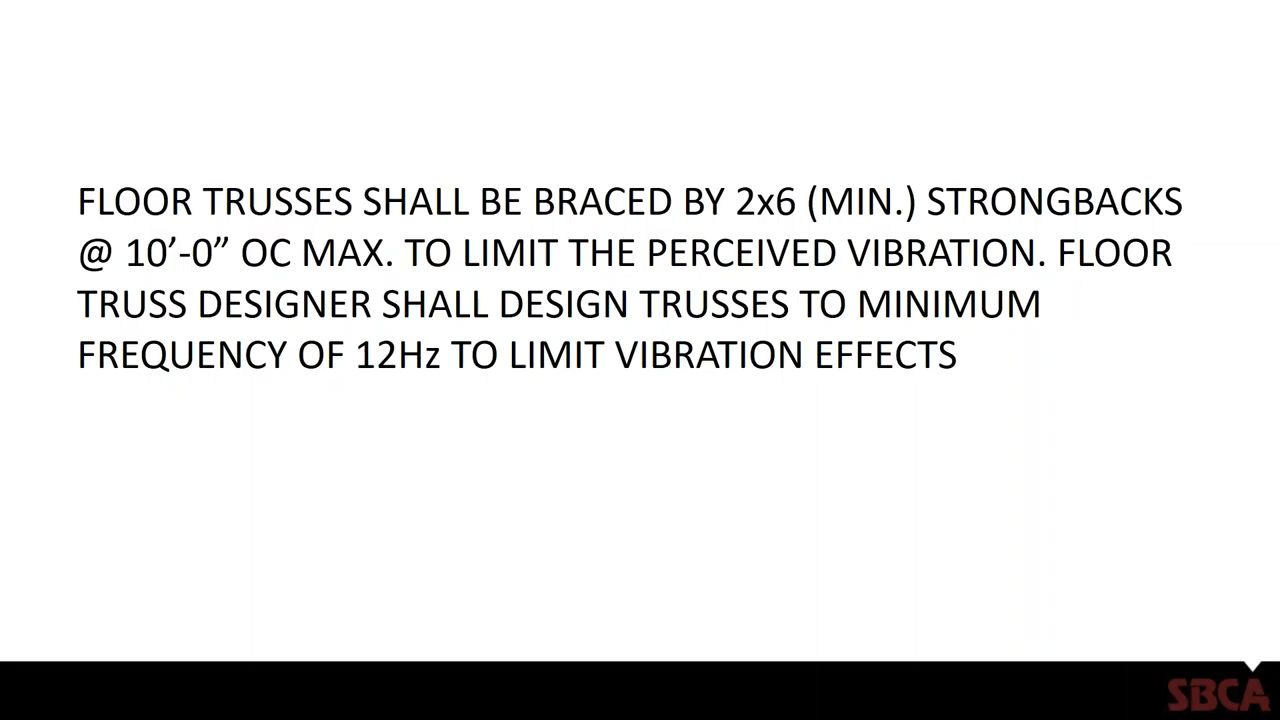 FLOOR TRUSSES SHALL BE BRACED BY 2x6 (MIN.) STRONGBACKS
@ 10’-0” OC MAX. TO LIMIT THE PERCEIVED VIBRATION. FLOOR
TRUSS DESIGNER SHALL DESIGN TRUSSES TO MINIMUM
FREQUENCY OF 12Hz TO LIMIT VIBRATION EFFECTS
SBCA